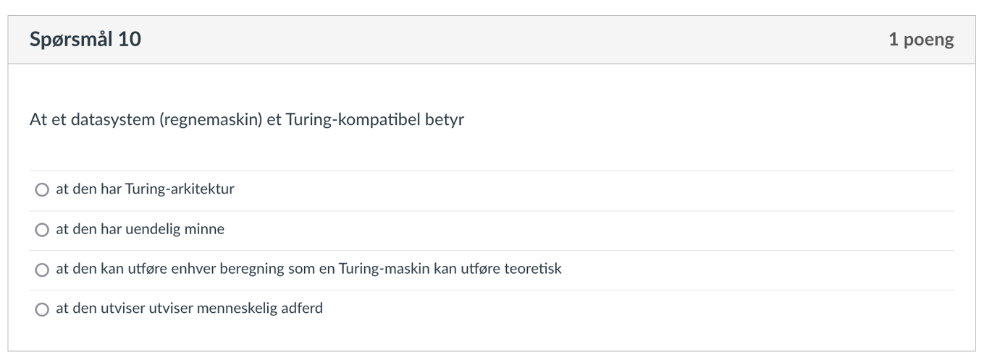 Spørsmål 10
1 poeng
At et datasystem (regnemaskin) et Turing-kompatibel betyr
at den har Turing-arkitektur
at den har uendelig minne
at den kan utføre enhver beregning som en Turing-maskin kan utføre teoretisk
at den utviser utviser menneskelig adferd